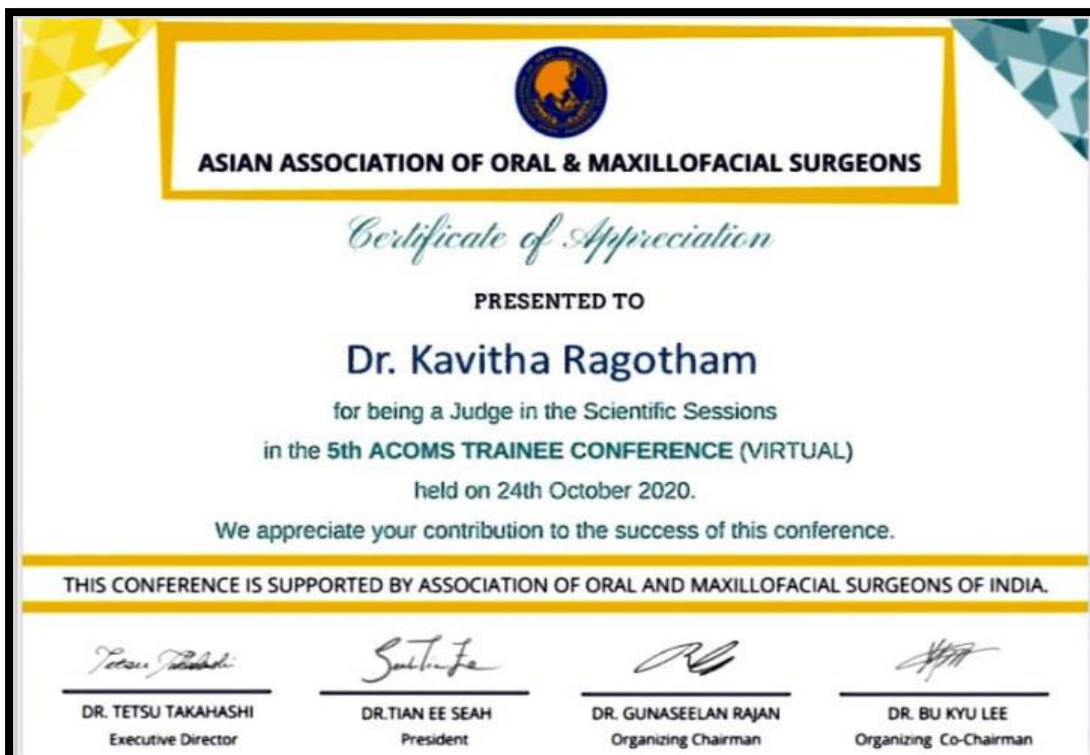 ASIAN ASSOCIATION OF ORAL & MAXILLOFACIAL SURGEONS
Certificate of Appreciation
PRESENTED TO
Dr. Kavitha Ragotham
for being a Judge in the Scientific Sessions
in the 5th ACOMS TRAINEE CONFERENCE (VIRTUAL)
held on 24th October 2020.
We appreciate your contribution to the success of this conference.
THIS CONFERENCE IS SUPPORTED BY ASSOCIATION OF ORAL AND MAXILLOFACIAL SURGEONS OF INDIA.
DR. TETSU TAKAHASHI DR.TIAN EE SEAH DR. GUNASEELAN RAJAN DR. BU KYU LEE
Executive Director President Organizing Chairman Organizing Co-Chairman